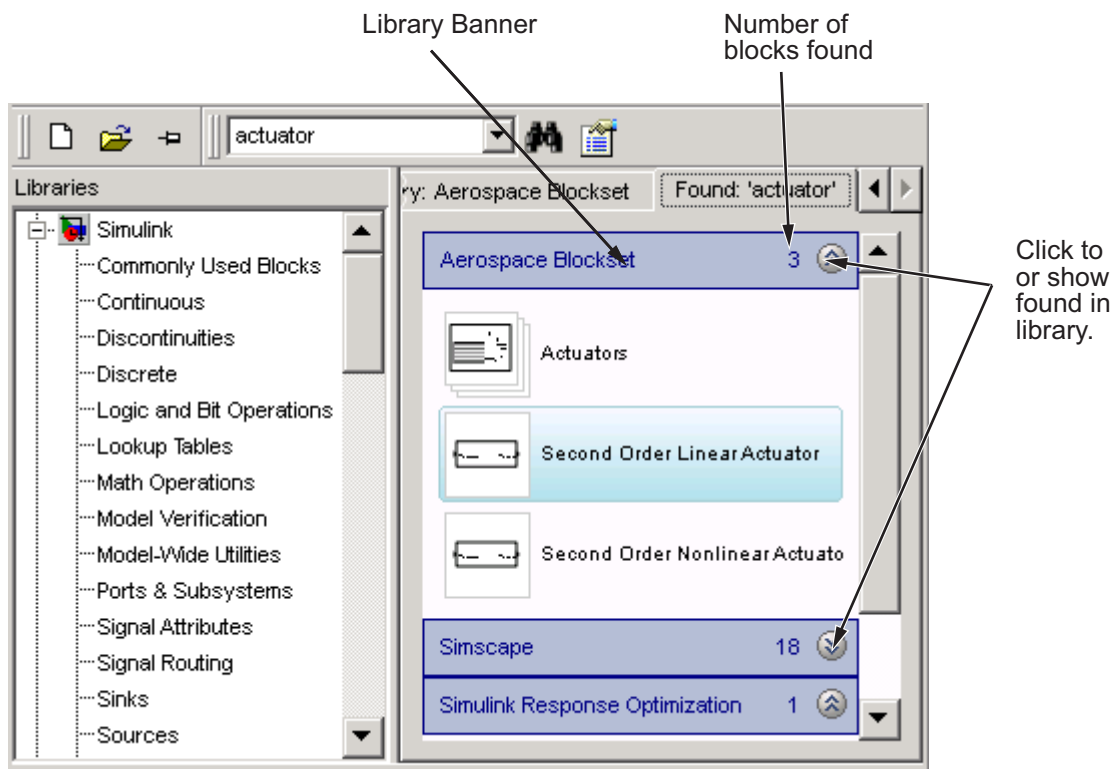 Library Banner
Number of
blocks found
actuator
Libraries
ry: Aerospace Blockset
Found: 'actuator'
Simulink
Commonly Used Blocks
Continuous
Discontinuities
Discrete
Logic and Bit Operations
Lookup Tables
Math Operations
Model Verification
Model-Wide Utilities
Ports & Subsystems
Signal Attributes
Signal Routing
Sinks
Sources
Aerospace Blockset 3
Actuators
Second Order Linear Actuator
Second Order Nonlinear Actuato
Simscape 18
Simulink Response Optimization 1
Click to
or show
found in
library.